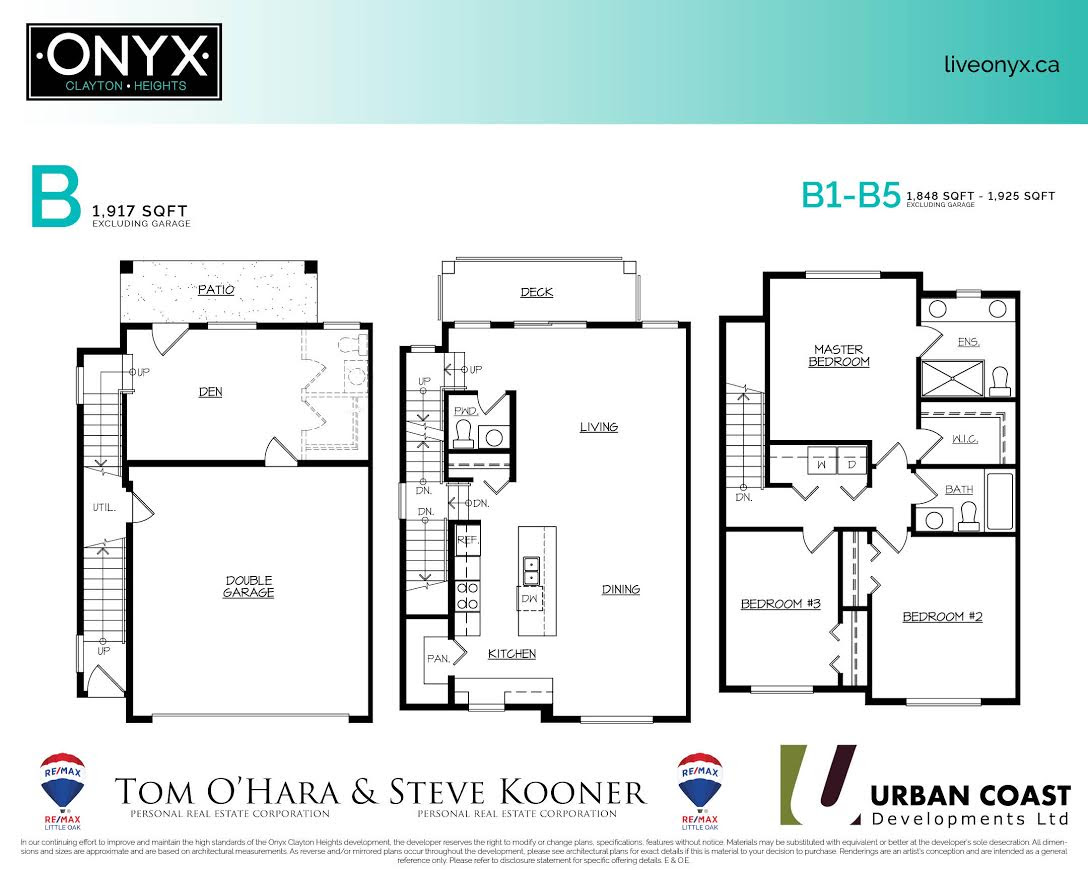 ·ONYX·
CLAYTON • HEIGHTS
liveonyx.ca
B
1,917 SQFT
EXCLUDING GARAGE
B1-B5
1,848 SQFT - 1,925 SQFT
EXCLUDING GARAGE
PATIO
UP
DEN
UTIL.
DOUBLE
GARAGE
UP
DECK
UP
UP
PWD.
LIVING
DN.
DN.
DN.
REF.
DW
DINING
KITCHEN
PAN.
MASTER
BEDROOM
ENS.
W.I.C.
W
D
DN.
BATH
BEDROOM #3
BEDROOM #2
RE/MAX
RE/MAX
LITTLE OAK
TOM O'HARA & STEVE KOONER
PERSONAL REAL ESTATE CORPORATION
PERSONAL REAL ESTATE CORPORATION
RE/MAX
RE/MAX
LITTLE OAK
URBAN COAST
Developments Ltd
In our continuing effort to improve and maintain the high standards of the Onyx Clayton Heights development, the developer reserves the right to modify or change plans, specifications, features without notice. Materials may be substituted with equivalent or better at the developer's sole desecration. All dimen-
sions and sizes are approximate and are based on architectural measurements. As reverse and/or mirrored plans occur throughout the development, please see architectural plans for exact details if this is material to your decision to purchase. Renderings are an artist's conception and are intended as a general
reference only. Please refer to disclosure statement for specific offering details. E & O.E.